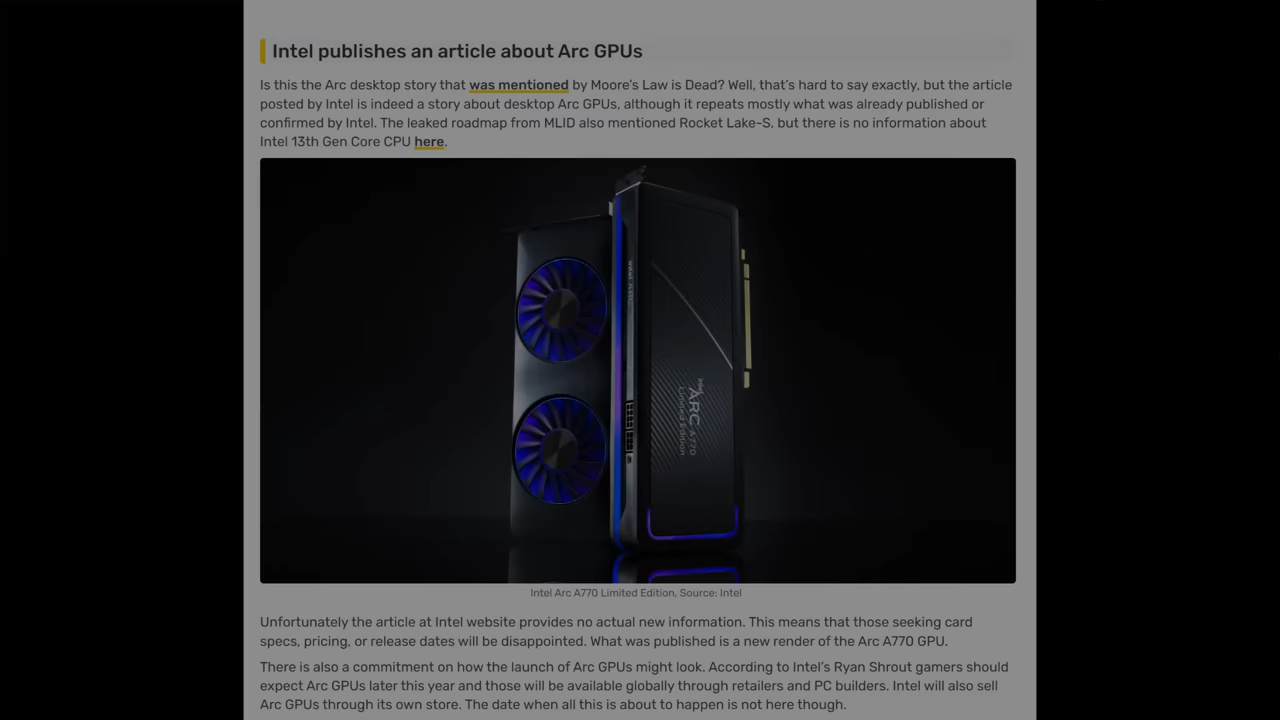 Intel publishes an article about Arc GPUs
Is this the Arc desktop story that was mentioned by Moore's Law is Dead? Well, that's hard to say exactly, but the article
posted by Intel is indeed a story about desktop Arc GPUs, although it repeats mostly what was already published or
confirmed by Intel. The leaked roadmap from MLID also mentioned Rocket Lake-S, but there is no information about
Intel 13th Gen Core CPU here.
intel
ARC A770
Limited Edition
Intel Arc A770 Limited Edition, Source: Intel
Unfortunately the article at Intel website provides no actual new information. This means that those seeking card
specs, pricing, or release dates will be disappointed. What was published is a new render of the Arc A770 GPU.
There is also a commitment on how the launch of Arc GPUs might look. According to Intel's Ryan Shrout gamers should
expect Arc GPUs later this year and those will be available globally through retailers and PC builders. Intel will also sell
Arc GPUs through its own store. The date when all this is about to happen is not here though.